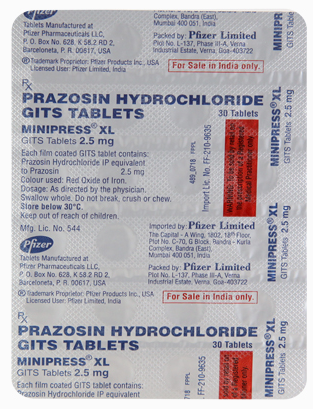 Tablets Manufactured at
Pfizer Pharmaceuticals LLC,
P. O. Box No. 628, K 58.2 RD 2,
Barceloneta, P. R. 00617, USA
Complex, Bandra (East),
Mumbai 400 051, India
Packed by: Pfizer Limited
Plot No. L-137, Phase III-A, Verna
Industrial Estate, Verna, Goa-403722
® Trademark Proprietor: Pfizer Products Inc., USA
Licensed User: Pfizer Limited, India
For Sale in India only.
MINIPRESS® XL
GITS Tablets 2.5 mg
Rx
PRAZOSIN HYDROCHLORIDE
GITS TABLETS
30 Tablets
MINIPRESS® XL
GITS Tablets 2.5 mg
Each film coated GITS tablet contains:
Prazosin Hydrochloride IP equivalent
to Prazosin 2.5 mg
Colour used: Red Oxide of Iron.
Dosage: As directed by the physician.
Swallow whole. Do not break, crush or chew.
Store below 30°C.
Keep out of reach of children.
Mfg. Lic. No. 544
FPPL
Import Lic. No. FF-210-9635
MINIPRESS® XL
GITS Tablets 2.5 mg
Pfizer
Tablets Manufactured at
Pfizer Pharmaceuticals LLC,
P. O. Box No. 628, K 58.2 RD 2,
Barceloneta, P. R. 00617, USA
Imported by: Pfizer Limited
The Capital - A Wing, 1802, 18th Floor,
Plot No. C-70, G Block, Bandra - Kurla
Complex, Bandra (East),
Mumbai 400 051, India
Packed by: Pfizer Limited
Plot No. L-137, Phase III-A, Verna
Industrial Estate, Verna, Goa-403722
® Trademark Proprietor: Pfizer Products Inc., USA
Licensed User: Pfizer Limited, India
For Sale in India only.
MINIPRESS® XL
GITS Tablets 2.5 mg
Rx
PRAZOSIN HYDROCHLORIDE
GITS TABLETS
30 Tablets
MINIPRESS® XL
GITS Tablets 2.5 mg
Each film coated GITS tablet contains:
Prazosin Hydrochloride IP equivalent
718 FPPL
FF-210-9635